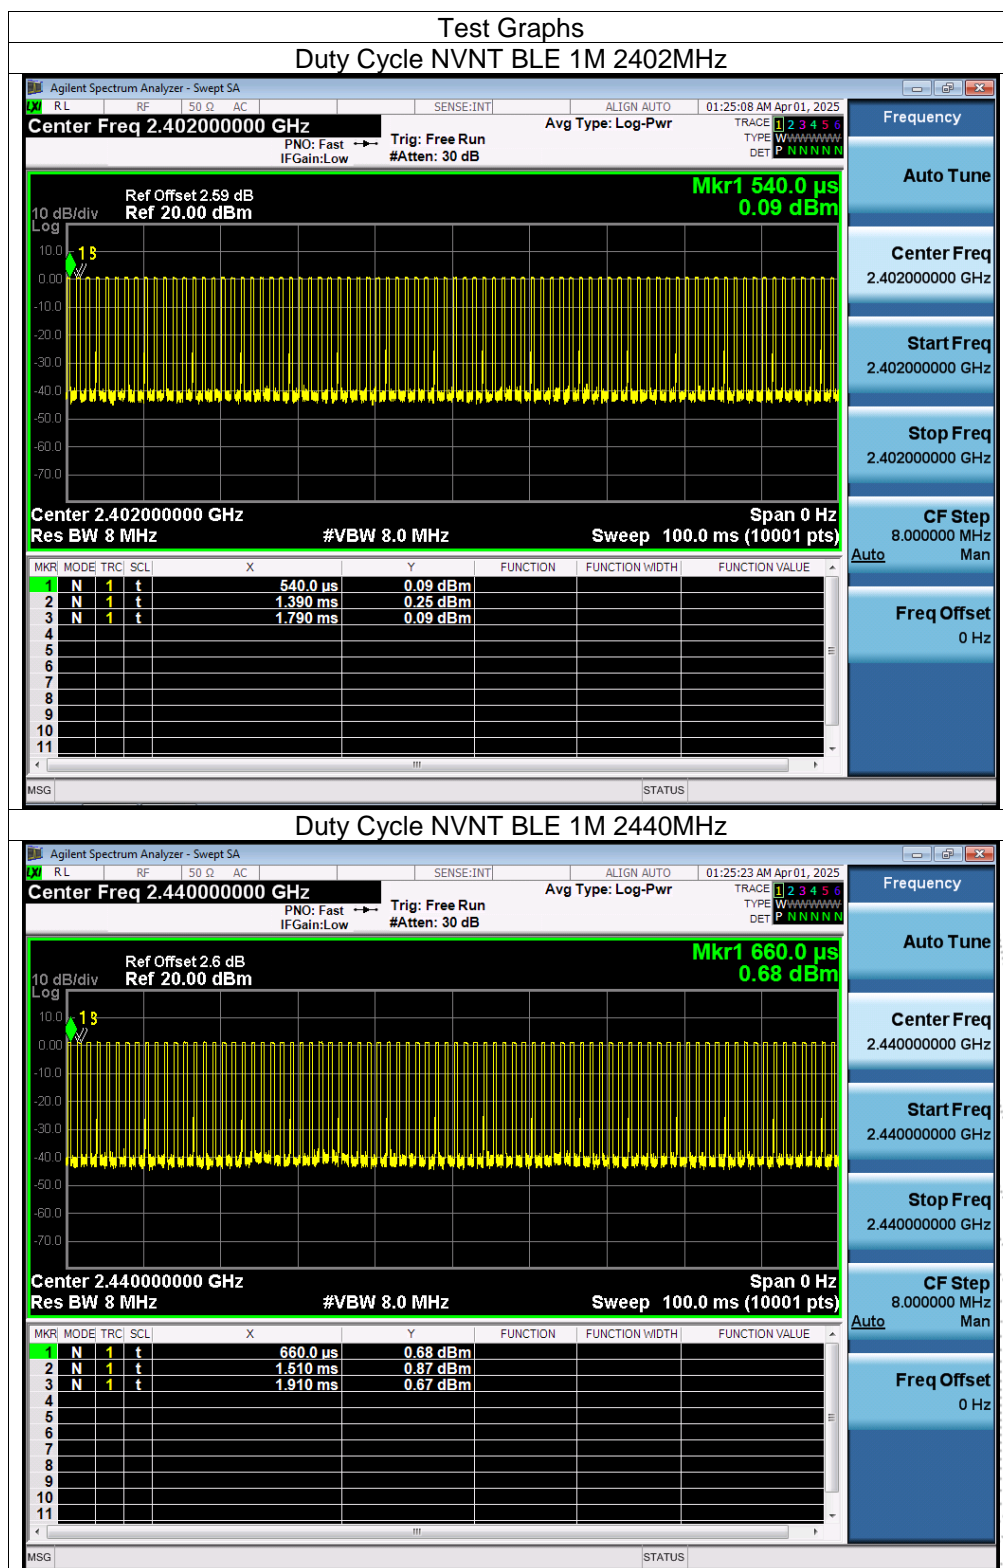 Test Graphs
Duty Cycle NVNT BLE 1M 2402MHz
Agilent Spectrum Analyzer - Swept SA
LXI RL RF 50 Ω AC SENSE:INT ALIGN AUTO 01:25:08 AM Apr 01, 2025
Center Freq 2.402000000 GHz
PNO: Fast
IFGain:Low
Trig: Free Run
#Atten: 30 dB
Avg Type: Log-Pwr
TRACE 1 2 3 4 5 6
TYPE WWWWWW
DET P N N N N N
Frequency
Auto Tune
Center Freq
2.402000000 GHz
Start Freq
2.402000000 GHz
Stop Freq
2.402000000 GHz
CF Step
8.000000 MHz
Auto Man
Freq Offset
0 Hz
Mkr1 540.0 µs
0.09 dBm
Ref Offset 2.59 dB
10 dB/div Ref 20.00 dBm
Log
10.0
0.00
-10.0
-20.0
-30.0
-40.0
-50.0
-60.0
-70.0
Center 2.402000000 GHz Span 0 Hz
Res BW 8 MHz #VBW 8.0 MHz Sweep 100.0 ms (10001 pts)
MKR MODE TRC SCL X Y FUNCTION FUNCTION WIDTH FUNCTION VALUE
1 N 1 t 540.0 µs 0.09 dBm
2 N 1 t 1.390 ms 0.25 dBm
3 N 1 t 1.790 ms 0.09 dBm
4
5
6
7
8
9
10
11
MSG STATUS
Duty Cycle NVNT BLE 1M 2440MHz
Agilent Spectrum Analyzer - Swept SA
LXI RL RF 50 Ω AC SENSE:INT ALIGN AUTO 01:25:23 AM Apr 01, 2025
Center Freq 2.440000000 GHz
PNO: Fast
IFGain:Low
Trig: Free Run
#Atten: 30 dB
Avg Type: Log-Pwr
TRACE 1 2 3 4 5 6
TYPE WWWWWW
DET P N N N N N
Frequency
Auto Tune
Center Freq
2.440000000 GHz
Start Freq
2.440000000 GHz
Stop Freq
2.440000000 GHz
CF Step
8.000000 MHz
Auto Man
Freq Offset
0 Hz
Mkr1 660.0 µs
0.68 dBm
Ref Offset 2.6 dB
10 dB/div Ref 20.00 dBm
Log
10.0
0.00
-10.0
-20.0
-30.0
-40.0
-50.0
-60.0
-70.0
Center 2.440000000 GHz Span 0 Hz
Res BW 8 MHz #VBW 8.0 MHz Sweep 100.0 ms (10001 pts)
MKR MODE TRC SCL X Y FUNCTION FUNCTION WIDTH FUNCTION VALUE
1 N 1 t 660.0 µs 0.68 dBm
2 N 1 t 1.510 ms 0.87 dBm
3 N 1 t 1.910 ms 0.67 dBm
4
5
6
7
8
9
10
11
MSG STATUS